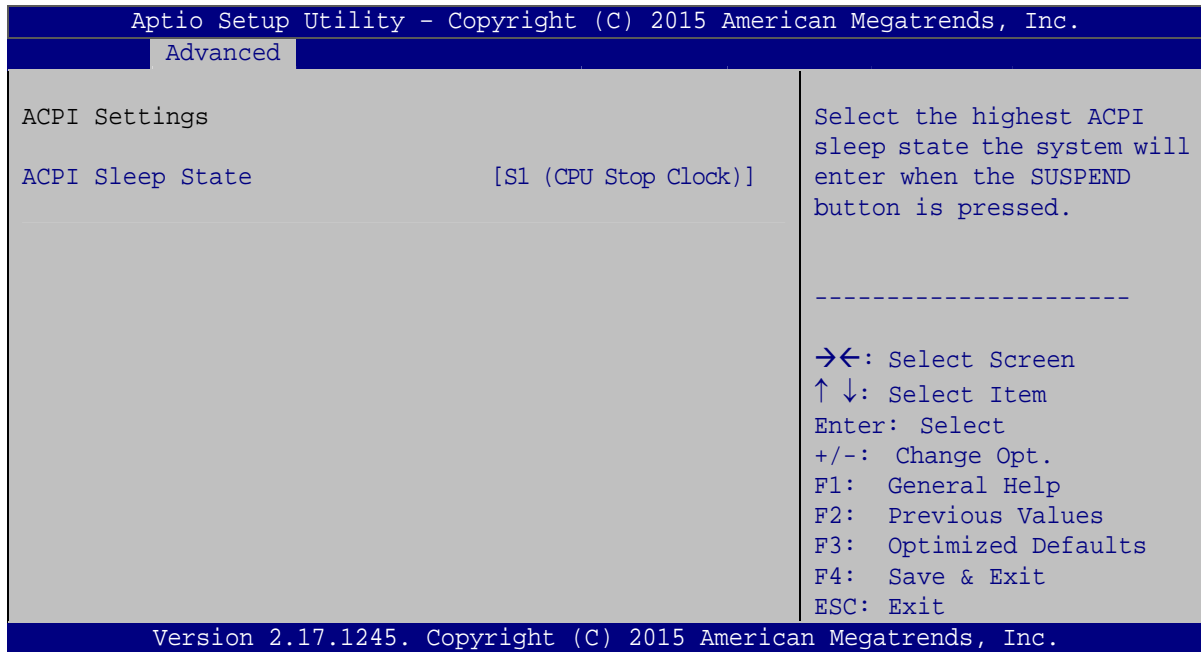 Aptio Setup Utility – Copyright (C) 2015 American Megatrends, Inc.
Advanced
ACPI Settings
ACPI Sleep State [S1 (CPU Stop Clock)]
Select the highest ACPI
sleep state the system will
enter when the SUSPEND
button is pressed.
----------------------
→←: Select Screen
↑ ↓: Select Item
Enter: Select
+/-: Change Opt.
F1: General Help
F2: Previous Values
F3: Optimized Defaults
F4: Save & Exit
ESC: Exit
Version 2.17.1245. Copyright (C) 2015 American Megatrends, Inc.